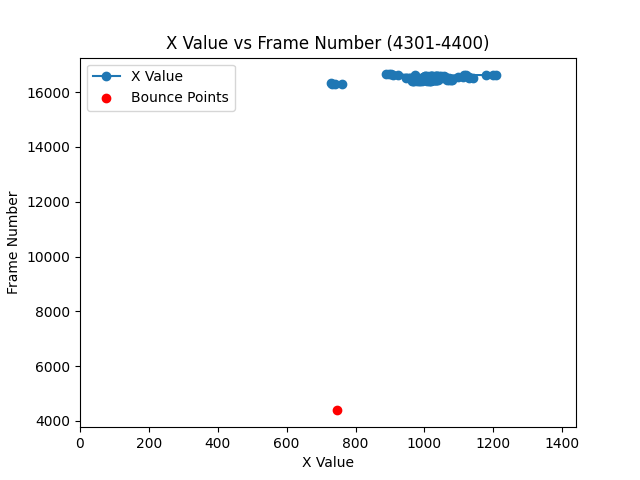 X Value vs Frame Number (4301-4400)
X Value
Bounce Points
16000
14000
12000
10000
8000
6000
4000
Frame Number
0 200 400 600 800 1000 1200 1400
X Value